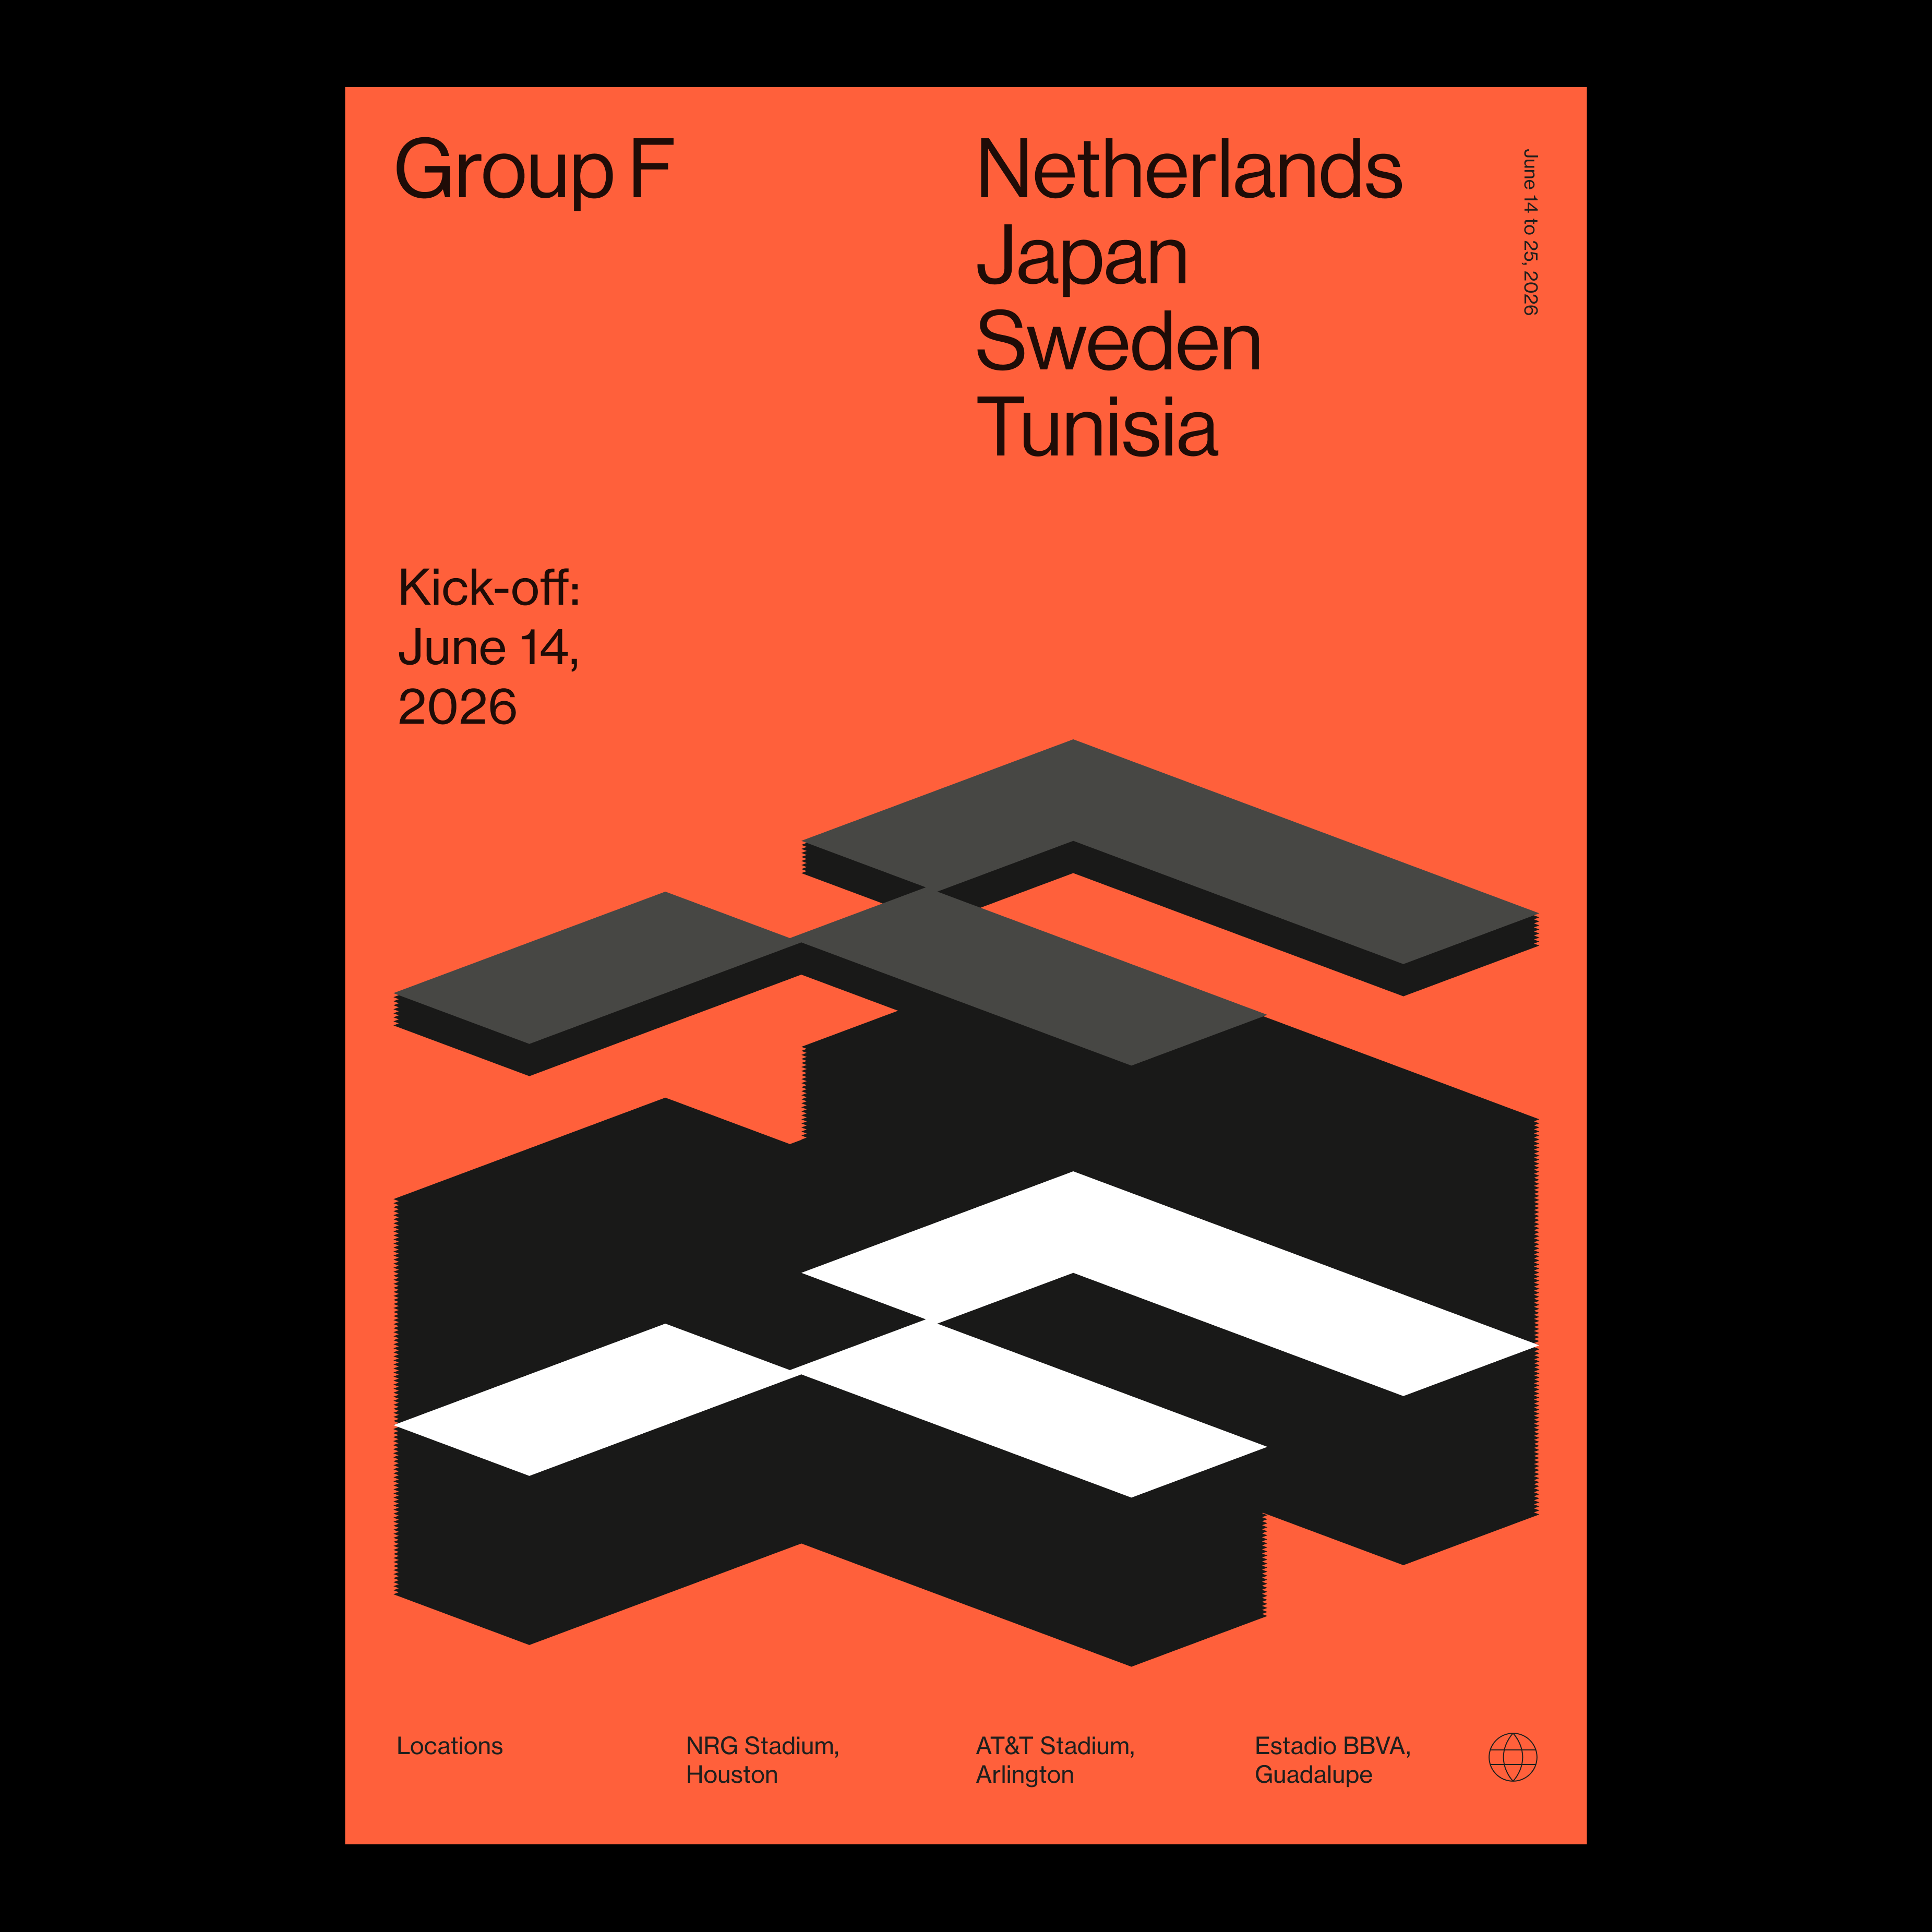 Group F
Netherlands
Japan
Sweden
Tunisia
June 14 to 25, 2026
Kick-off:
June 14,
2026
Locations
NRG Stadium,
Houston
AT&T Stadium,
Arlington
Estadio BBVA,
Guadalupe